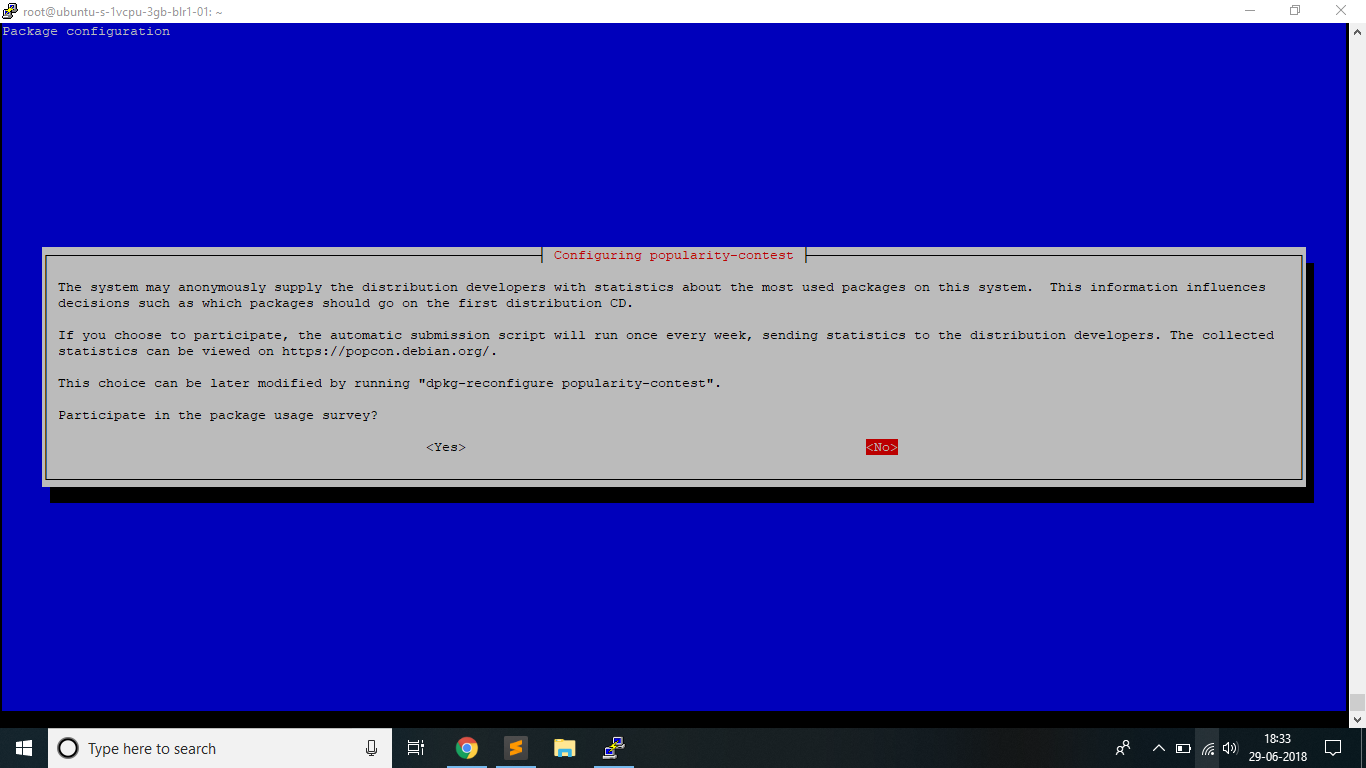 root@ubuntu-s-1vcpu-3gb-blr1-01: ~
Package configuration
Configuring popularity-contest
The system may anonymously supply the distribution developers with statistics about the most used packages on this system.  This information influences
decisions such as which packages should go on the first distribution CD.
If you choose to participate, the automatic submission script will run once every week, sending statistics to the distribution developers. The collected
statistics can be viewed on https://popcon.debian.org/.
This choice can be later modified by running "dpkg-reconfigure popularity-contest".
Participate in the package usage survey?
<Yes> <No>
Type here to search
18:33
29-06-2018